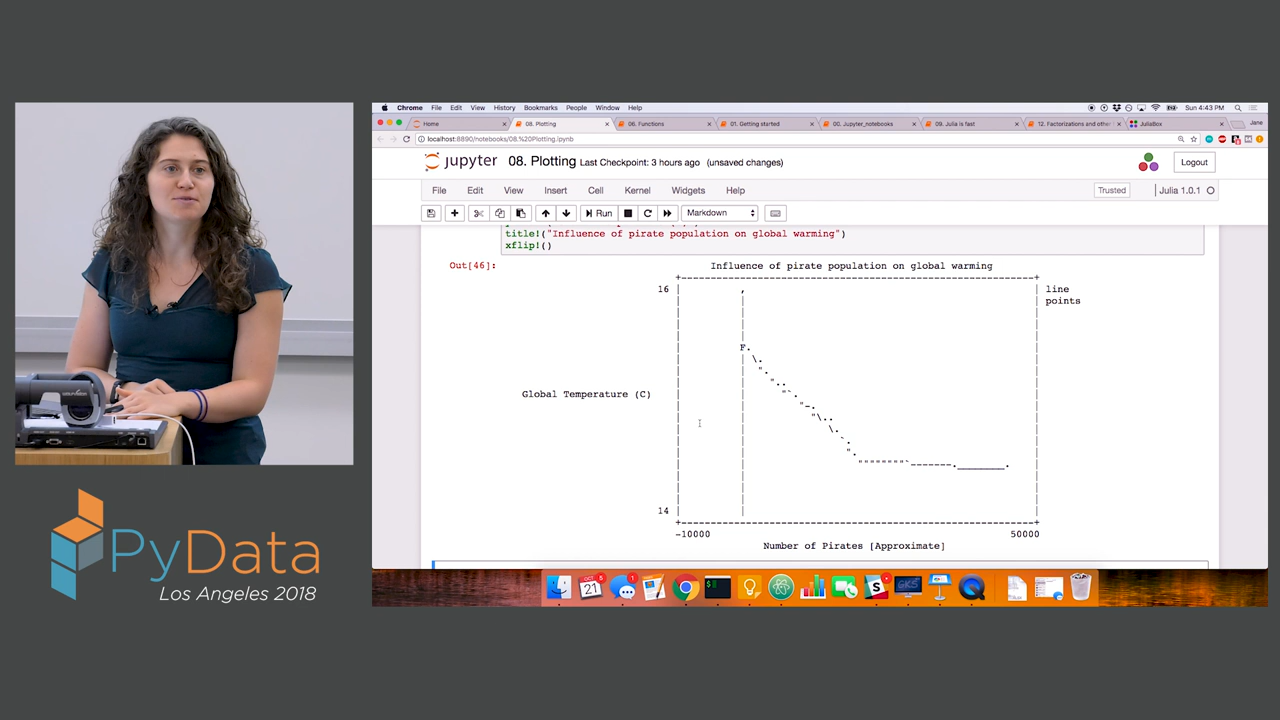 Chrome File Edit View History Bookmarks People Window Help Sun 4:43 PM
Home 08. Plotting 06. Functions 01. Getting started 00. Jupyter_notebooks 09. Julia is fast 12. Factorizations and other JuliaBox Jane
localhost:8890/notebooks/08.%20Plotting.ipynb
jupyter 08. Plotting Last Checkpoint: 3 hours ago (unsaved changes) Logout
File Edit View Insert Cell Kernel Widgets Help Trusted Julia 1.0.1
Run Markdown
title!("Influence of pirate population on global warming")
xflip!()
Out[46]: Influence of pirate population on global warming
16 line
points
Global Temperature (C)
14
-10000 50000
Number of Pirates [Approximate]
PyData
Los Angeles 2018